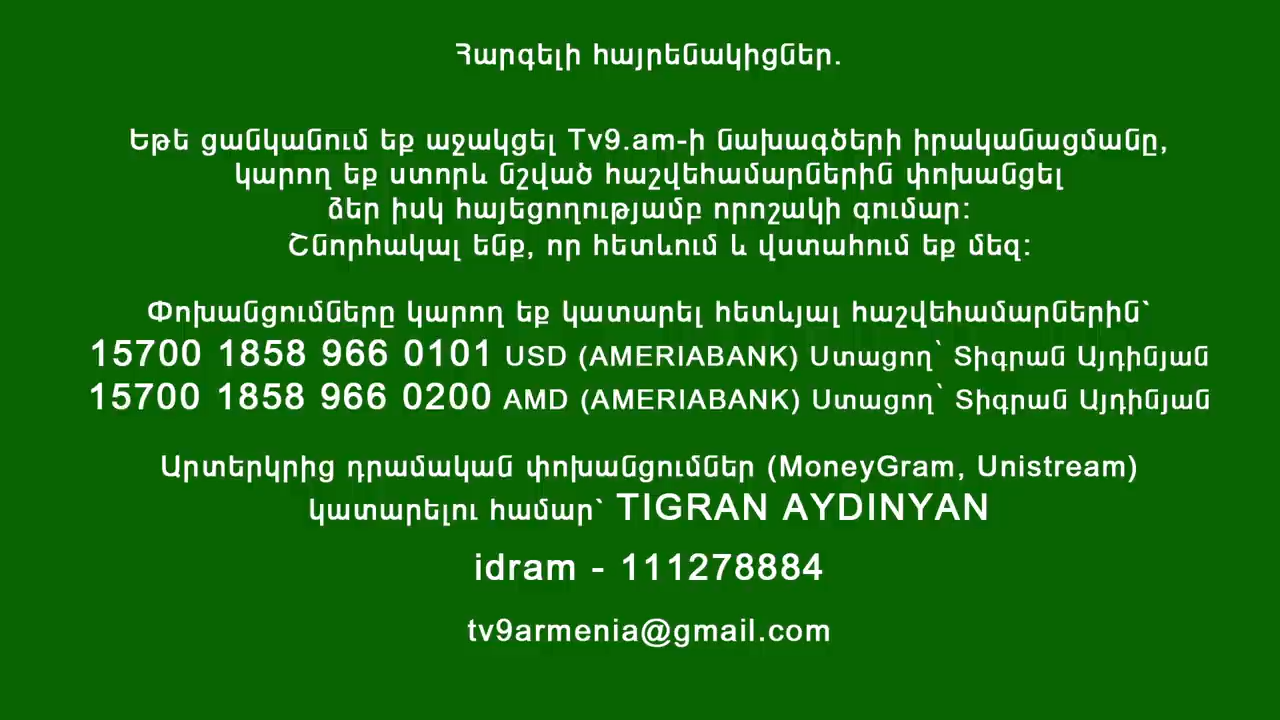 Հարգելի հայրենակիցներ.
Եթե ցանկանում եք աջակցել Tv9.am-ի նախագծերի իրականացմանը,
կարող եք ստորև նշված հաշվեհամարներին փոխանցել
ձեր իսկ հայեցողությամբ որոշակի գումար:
Շնորհակալ ենք, որ հետևում և վստահում եք մեզ:
Փոխանցումները կարող եք կատարել հետևյալ հաշվեհամարներին՝
15700 1858 966 0101 USD (AMERIABANK) Ստացող՝ Տիգրան Այդինյան
15700 1858 966 0200 AMD (AMERIABANK) Ստացող՝ Տիգրան Այդինյան
Արտերկրից դրամական փոխանցումներ (MoneyGram, Unistream)
կատարելու համար՝ TIGRAN AYDINYAN
idram - 111278884
tv9armenia@gmail.com